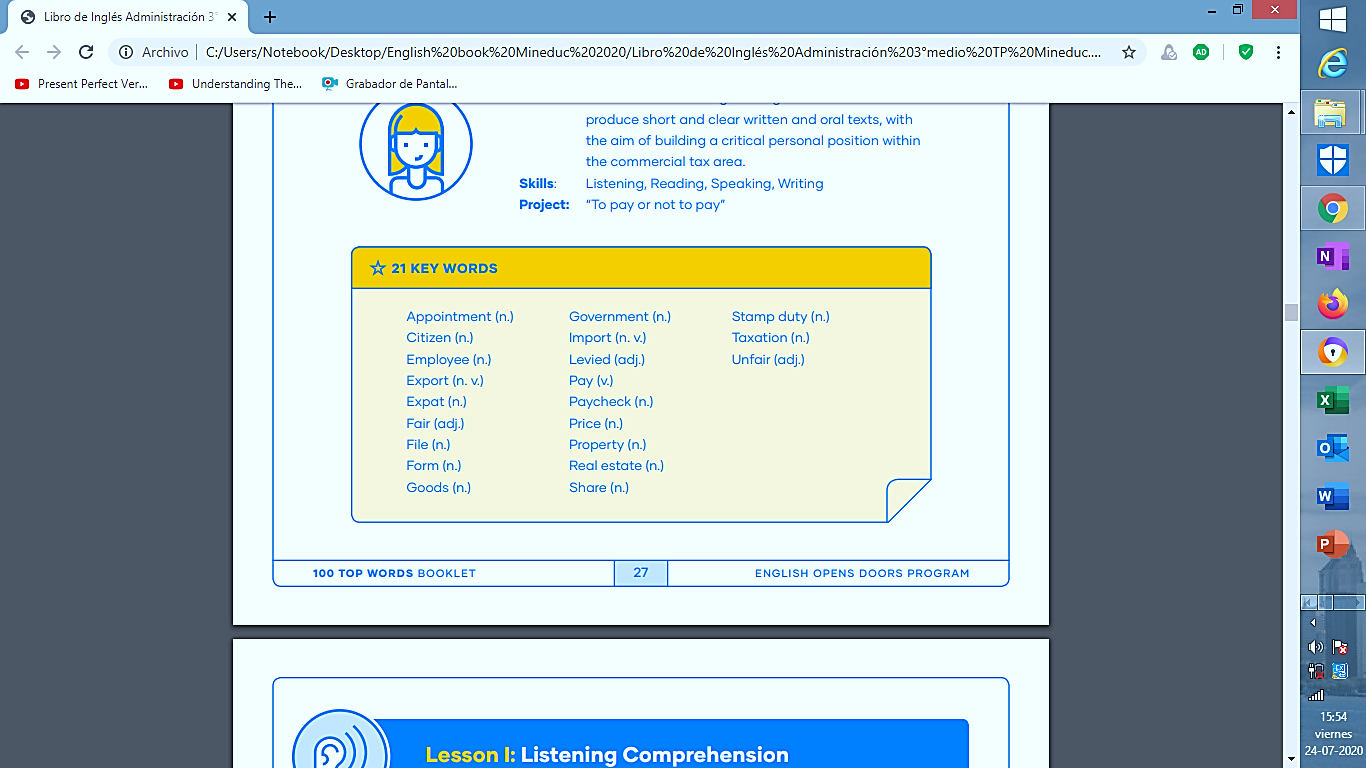 Libro de Inglés Administración 3°
Archivo
C:/Users/Notebook/Desktop/English%20book%20Mineduc%202020/Libro%20de%20Inglés%20Administración%203°medio%20TP%20Mineduc....
Present Perfect Ver...
Understanding The...
Grabador de Pantal...
produce short and clear written and oral texts, with
the aim of building a critical personal position within
the commercial tax area.
Skills: Listening, Reading, Speaking, Writing
Project: “To pay or not to pay”
21 KEY WORDS
Appointment (n.)
Citizen (n.)
Employee (n.)
Export (n. v.)
Expat (n.)
Fair (adj.)
File (n.)
Form (n.)
Goods (n.)
Government (n.)
Import (n. v.)
Levied (adj.)
Pay (v.)
Paycheck (n.)
Price (n.)
Property (n.)
Real estate (n.)
Share (n.)
Stamp duty (n.)
Taxation (n.)
Unfair (adj.)
100 TOP WORDS BOOKLET
27
ENGLISH OPENS DOORS PROGRAM
Lesson I: Listening Comprehension
15:54
viernes
24-07-2020